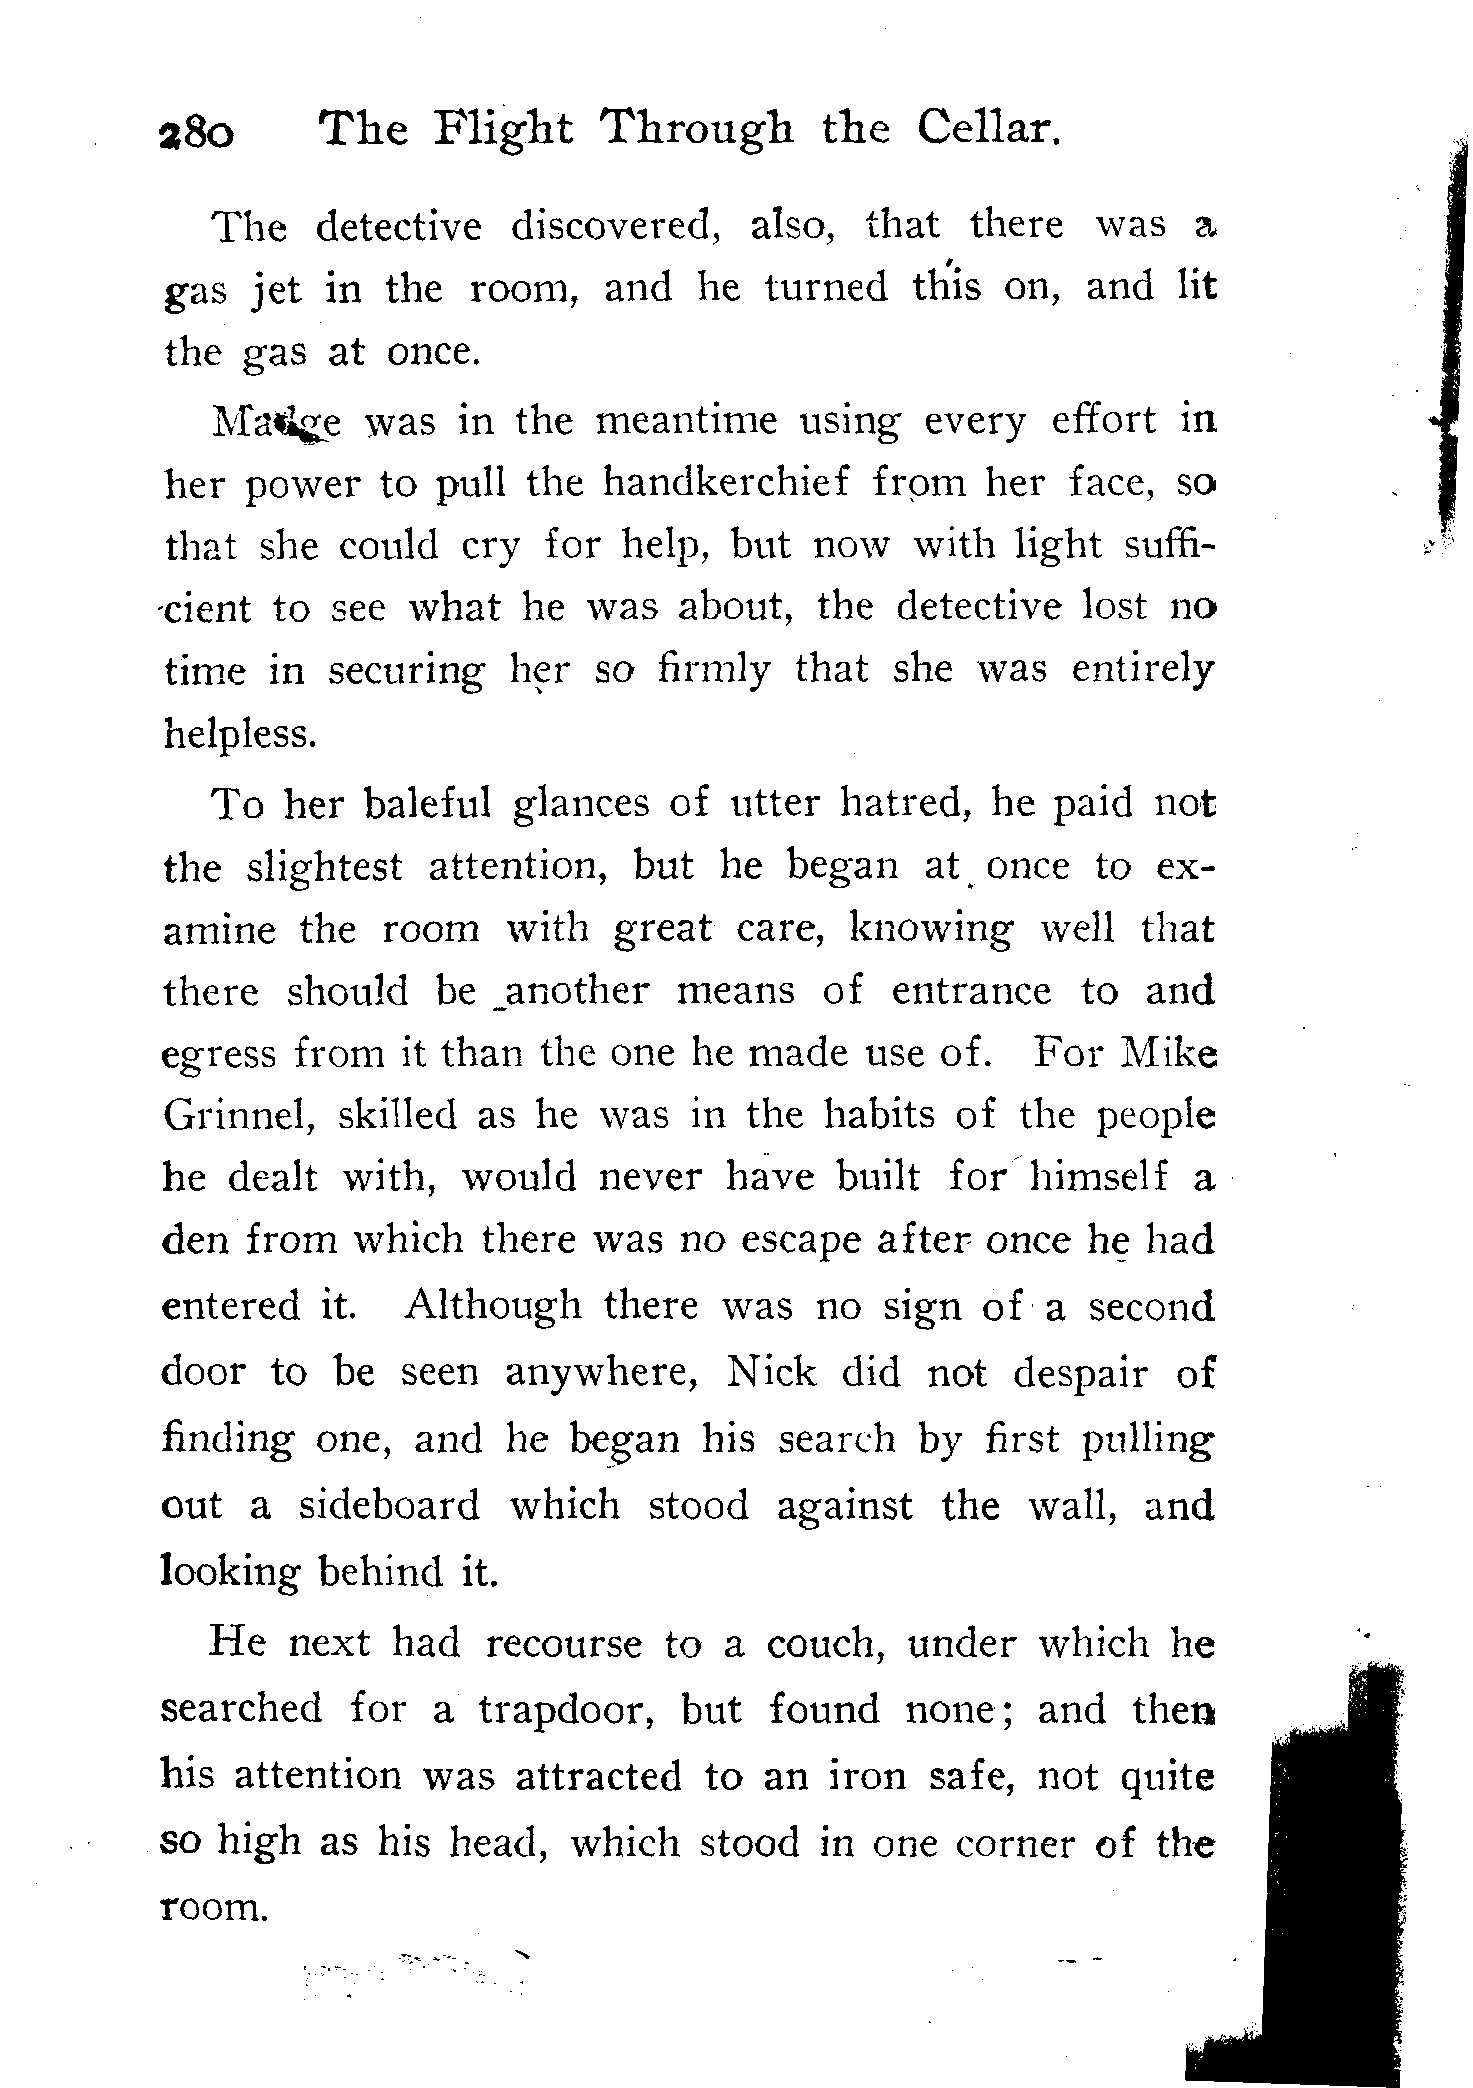 280 The Flight Through the Cellar.
The detective discovered, also, that there was a
gas jet in the room, and he turned this on, and lit
the gas at once.
Madge was in the meantime using every effort in
her power to pull the handkerchief from her face, so
that she could cry for help, but now with light suffi-
cient to see what he was about, the detective lost no
time in securing her so firmly that she was entirely
helpless.
To her baleful glances of utter hatred, he paid not
the slightest attention, but he began at once to ex-
amine the room with great care, knowing well that
there should be another means of entrance to and
egress from it than the one he made use of. For Mike
Grinnel, skilled as he was in the habits of the people
he dealt with, would never have built for himself a
den from which there was no escape after once he had
entered it. Although there was no sign of a second
door to be seen anywhere, Nick did not despair of
finding one, and he began his search by first pulling
out a sideboard which stood against the wall, and
looking behind it.
He next had recourse to a couch, under which he
searched for a trapdoor, but found none; and then
his attention was attracted to an iron safe, not quite
so high as his head, which stood in one corner of the
room.